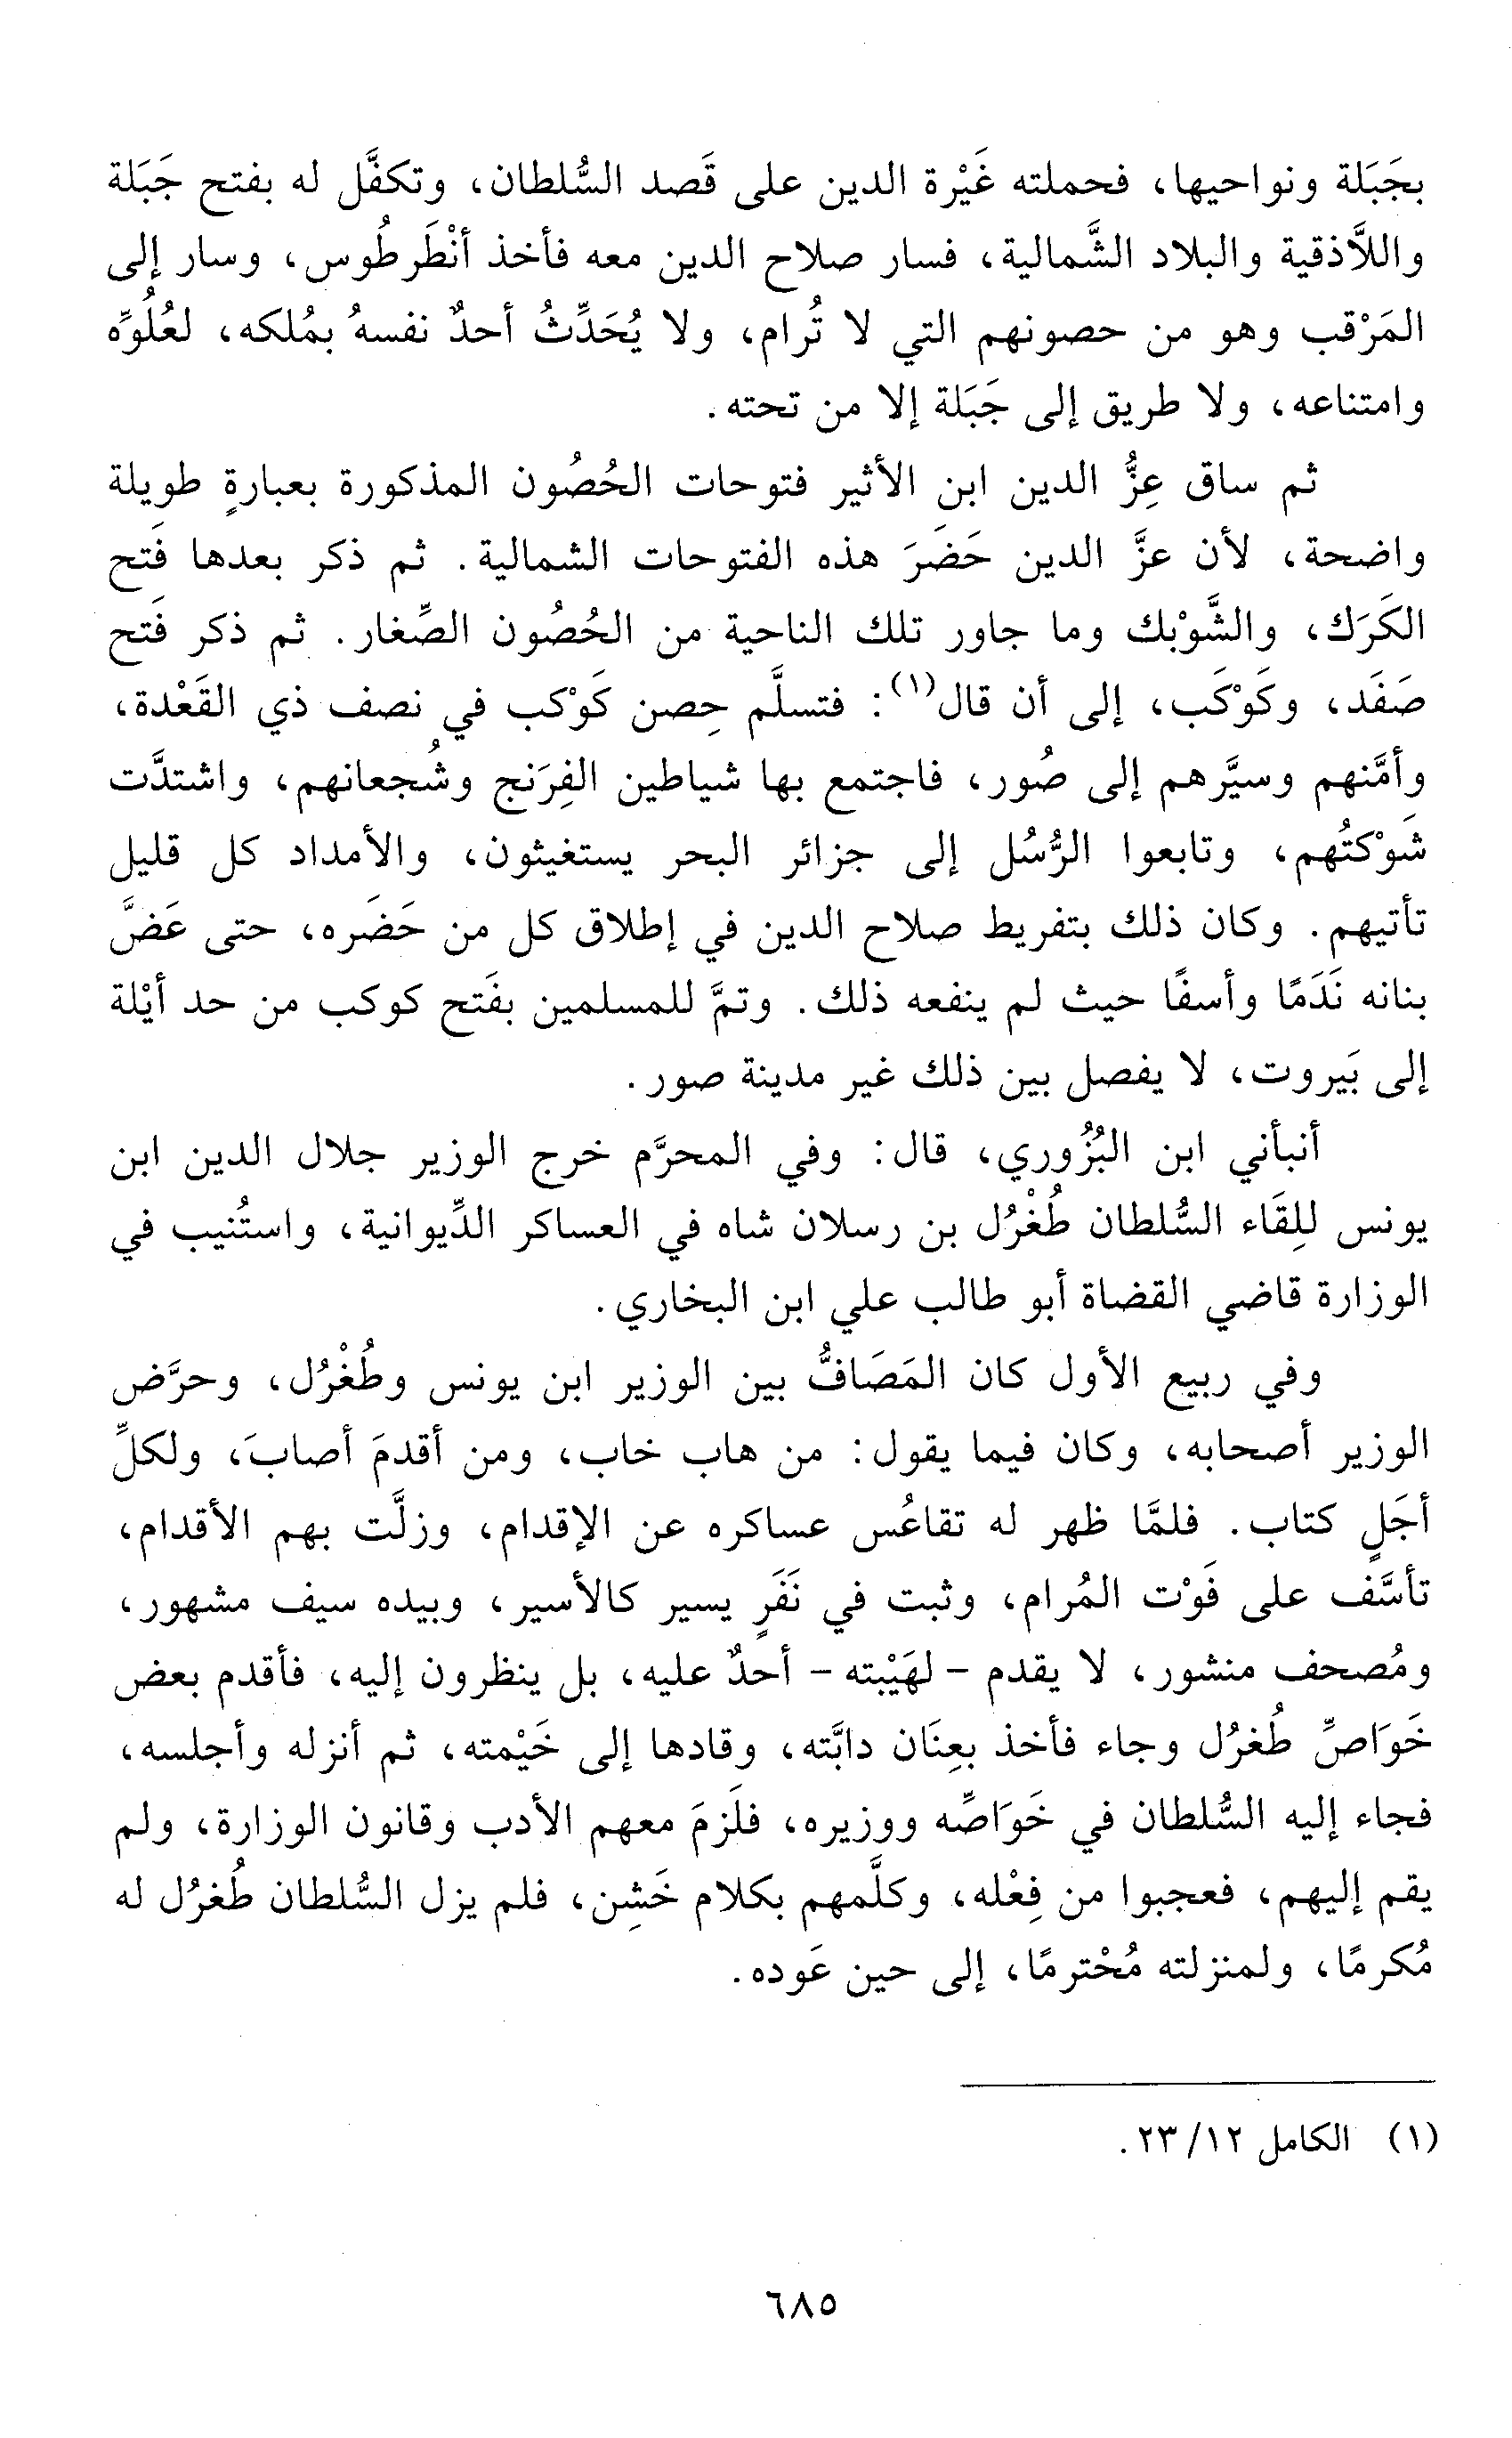 بجَبَلة ونواحيها، فحملته غَيْرة الدين على قَصد السُّلطان، وتكفَّل له بفتح جَبَلة
واللاَّذقية والبلاد الشَّمالية، فسار صلاح الدين معه فأخذ أنْطَرطُوس، وسار إلى
المَرْقب وهو من حصونهم التي لا تُرام، ولا يُحَدِّثُ أحدٌ نفسهُ بمُلكه، لعُلُوِّه
وامتناعه، ولا طريق إلى جَبَلة إلا من تحته.
ثم ساق عِزُّ الدين ابن الأثير فتوحات الحُصُون المذكورة بعبارةٍ طويلة
واضحة، لأن عزَّ الدين حَضَرَ هذه الفتوحات الشمالية. ثم ذكر بعدها فَتح
الكَرَك، والشَّوْبك وما جاور تلك الناحية من الحُصُون الصِّغار. ثم ذكر فَتح
صَفَد، وكَوْكَب، إلى أن قال(١): فتسلَّم حِصن كَوْكب في نصف ذي القَعْدة،
وأمَّنهم وسيَّرهم إلى صُور، فاجتمع بها شياطين الفِرَنج وشُجعانهم، واشتدَّت
شَوْكتُهم، وتابعوا الرُّسُل إلى جزائر البحر يستغيثون، والأمداد كل قليل
تأتيهم. وكان ذلك بتفريط صلاح الدين في إطلاق كل من حَضَره، حتى عَضَّ
بنانه نَدَمًا وأسفًا حيث لم ينفعه ذلك. وتمَّ للمسلمين بفَتح كوكب من حد أيْلة
إلى بَيروت، لا يفصل بين ذلك غير مدينة صور.
أنبأني ابن البُزُوري، قال: وفي المحرَّم خرج الوزير جلال الدين ابن
يونس لِلِقَاء السُّلطان طُغْرُل بن رسلان شاه في العساكر الدِّيوانية، واستُنيب في
الوزارة قاضي القضاة أبو طالب علي ابن البخاري.
وفي ربيع الأول كان المَصَافُّ بين الوزير ابن يونس وطُغْرُل، وحرَّض
الوزير أصحابه، وكان فيما يقول: من هاب خاب، ومن أقدمَ أصابَ، ولكلِّ
أجَلٍ كتاب. فلمَّا ظهر له تقاعُس عساكره عن الإقدام، وزلَّت بهم الأقدام،
تأسَّف على فَوْت المُرام، وثبت في نَفَرٍ يسير كالأسير، وبيده سيف مشهور،
ومُصحف منشور، لا يقدم -لهَيْبته- أحدٌ عليه، بل ينظرون إليه، فأقدم بعض
خَوَاصِّ طُغرُل وجاء فأخذ بعِنَان دابَّته، وقادها إلى خَيْمته، ثم أنزله وأجلسه،
فجاء إليه السُّلطان في خَوَاصِّه ووزيره، فلَزمَ معهم الأدب وقانون الوزارة، ولم
يقم إليهم، فعجبوا من فِعْله، وكلَّمهم بكلام خَشِن، فلم يزل السُّلطان طُغرُل له
مُكرمًا، ولمنزلته مُحْترمًا، إلى حين عَوده.
(١) الكامل ١٢/ ٢٣.
٦٨٥